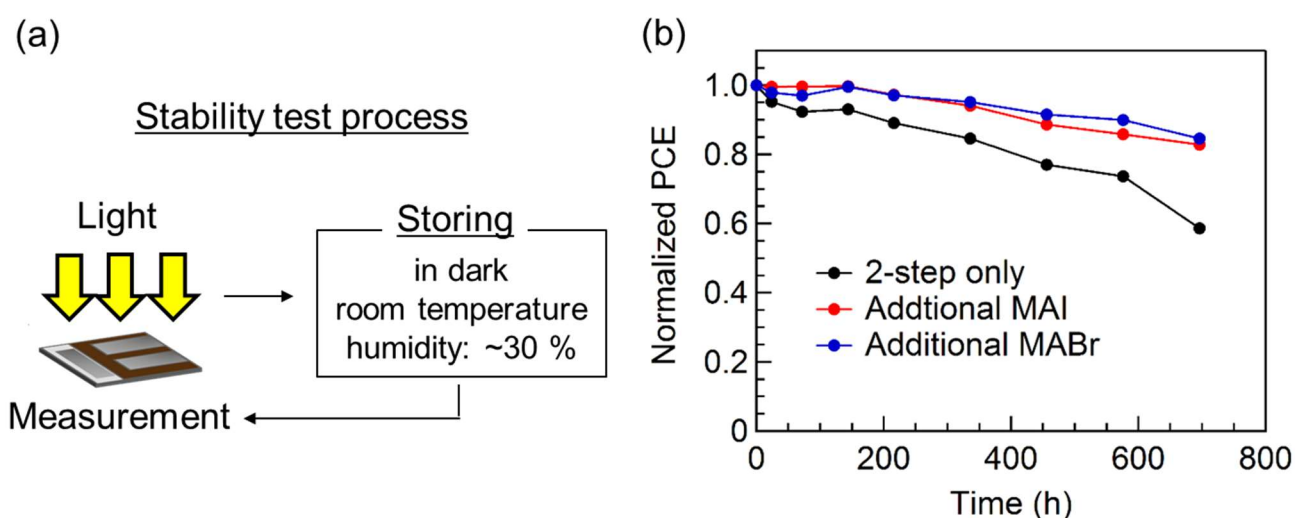 (a)
Stability test process
Light
Storing
in dark
room temperature
humidity: ~30 %
Measurement
(b)
Normalized PCE
1.0
0.8
0.6
0.4
0.2
0
2-step only
Addtional MAI
Additional MABr
0 200 400 600 800
Time (h)